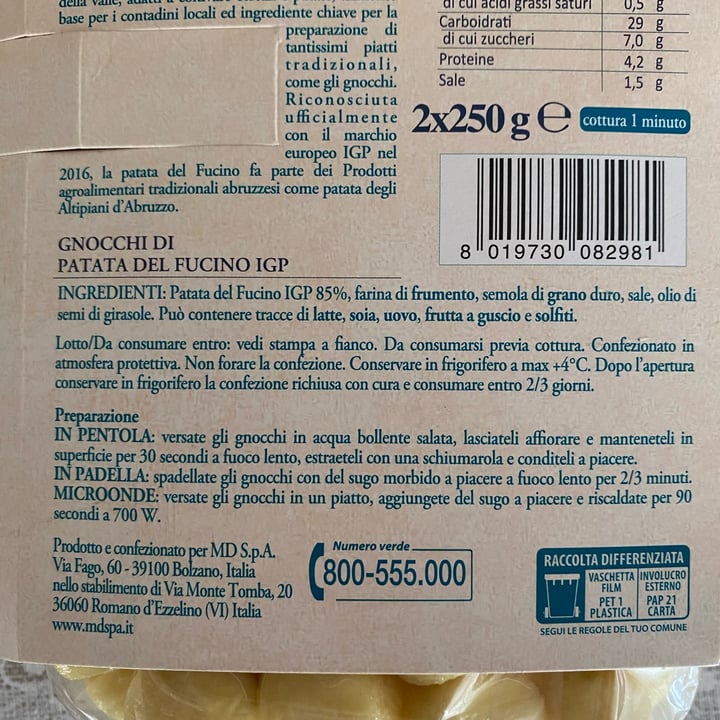 base per i contadini locali ed ingrediente chiave per la
preparazione di
tantissimi piatti
tradizionali,
come gli gnocchi.
Riconosciuta
ufficialmente
con il marchio
europeo IGP nel
2016, la patata del Fucino fa parte dei Prodotti
agroalimentari tradizionali abruzzesi come patata degli
Altipiani d'Abruzzo.
di cui acidi grassi saturi 0,5 g
Carboidrati 29 g
di cui zuccheri 7,0 g
Proteine 4,2 g
Sale 1,5 g
2x250 g e cottura 1 minuto
8 019730 082981
GNOCCHI DI
PATATA DEL FUCINO IGP
INGREDIENTI: Patata del Fucino IGP 85%, farina di frumento, semola di grano duro, sale, olio di
semi di girasole. Può contenere tracce di latte, soia, uovo, frutta a guscio e solfiti.
Lotto/Da consumare entro: vedi stampa a fianco. Da consumarsi previa cottura. Confezionato in
atmosfera protettiva. Non forare la confezione. Conservare in frigorifero a max +4°C. Dopo l'apertura
conservare in frigorifero la confezione richiusa con cura e consumare entro 2/3 giorni.
Preparazione
IN PENTOLA: versate gli gnocchi in acqua bollente salata, lasciateli affiorare e manteneteli in
superficie per 30 secondi a fuoco lento, estraeteli con una schiumarola e conditeli a piacere.
IN PADELLA: spadellate gli gnocchi con del sugo morbido a piacere a fuoco lento per 2/3 minuti.
MICROONDE: versate gli gnocchi in un piatto, aggiungete del sugo a piacere e riscaldate per 90
secondi a 700 W.
Prodotto e confezionato per MD S.p.A.
Via Fago, 60 - 39100 Bolzano, Italia
nello stabilimento di Via Monte Tomba, 20
36060 Romano d'Ezzelino (VI) Italia
www.mdspa.it
Numero verde
800-555.000
RACCOLTA DIFFERENZIATA
VASCHETTA
FILM
PET 1
PLASTICA
INVOLUCRO
ESTERNO
PAP 21
CARTA
SEGUI LE REGOLE DEL TUO COMUNE